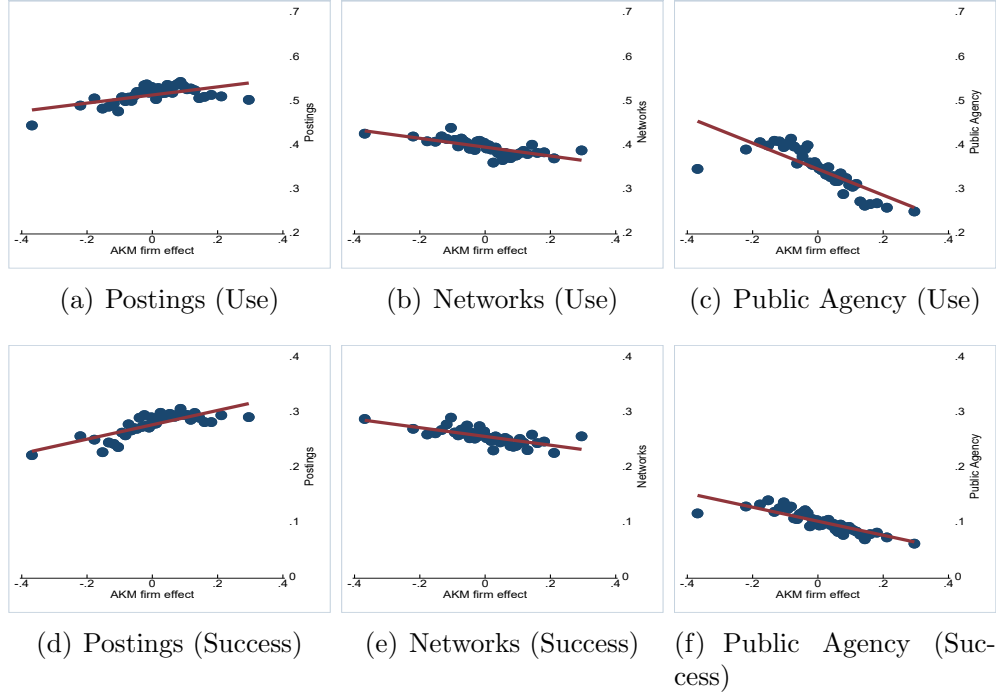 .7
.6
.5
.4
.3
.2
Postings
-.4 -.2 0 .2 .4
AKM firm effect
(a) Postings (Use)
.7
.6
.5
.4
.3
.2
Networks
-.4 -.2 0 .2 .4
AKM firm effect
(b) Networks (Use)
.7
.6
.5
.4
.3
.2
Public Agency
-.4 -.2 0 .2 .4
AKM firm effect
(c) Public Agency (Use)
.4
.3
.2
.1
0
Postings
-.4 -.2 0 .2 .4
AKM firm effect
(d) Postings (Success)
.4
.3
.2
.1
0
Networks
-.4 -.2 0 .2 .4
AKM firm effect
(e) Networks (Success)
.4
.3
.2
.1
0
Public Agency
-.4 -.2 0 .2 .4
AKM firm effect
(f) Public Agency (Suc-
cess)